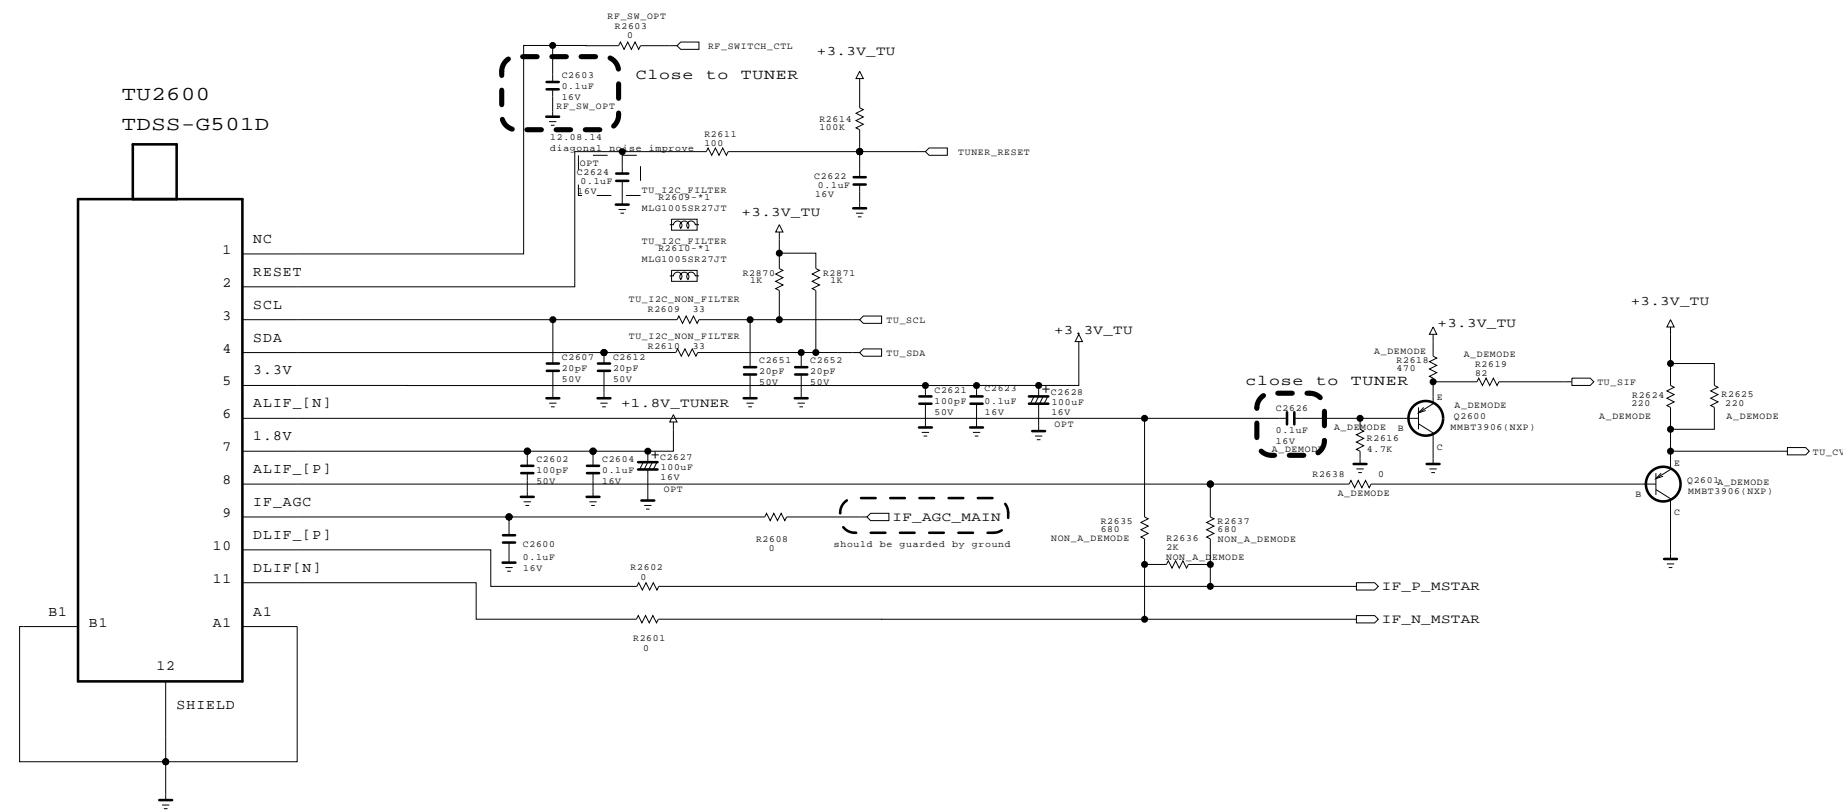 RF_SW_OPT
R2603
0
RF_SWITCH_CTL
+3.3V_TU
C2603
0.1uF
16V
RF_SW_OPT
Close to TUNER
TU2600
TDSS-G501D
12.08.14
diagonal noise improve
R2611
100
R2614
100K
TUNER_RESET
OPT
C2624
0.1uF
16V
C2622
0.1uF
16V
TU_I2C_FILTER
R2609-*1
MLG1005SR27JT
+3.3V_TU
TU_I2C_FILTER
R2610-*1
MLG1005SR27JT
R2870
1K
R2871
1K
1
NC
2
RESET
3
SCL
4
SDA
5
3.3V
6
ALIF_[N]
7
1.8V
8
ALIF_[P]
9
IF_AGC
10
DLIF_[P]
11
DLIF[N]
A1
A1
B1
B1
12
SHIELD
TU_I2C_NON_FILTER
R2609 33
TU_SCL
TU_I2C_NON_FILTER
R2610 33
TU_SDA
C2607
20pF
50V
C2612
20pF
50V
C2651
20pF
50V
C2652
20pF
50V
+3.3V_TU
C2621
100pF
50V
C2623
0.1uF
16V
+
C2628
100uF
16V
OPT
+1.8V_TUNER
C2602
100pF
50V
C2604
0.1uF
16V
+
C2627
100uF
16V
OPT
close to TUNER
C2626
0.1uF
16V
A_DEMODE
A_DEMODE
R2616
4.7K
+3.3V_TU
A_DEMODE
R2618
470
A_DEMODE
R2619
82
TU_SIF
E
B
C
A_DEMODE
Q2600
MMBT3906(NXP)
+3.3V_TU
R2624
220
A_DEMODE
R2625
220
A_DEMODE
TU_CV
R2638 0
A_DEMODE
E
B
C
Q2601
A_DEMODE
MMBT3906(NXP)
C2600
0.1uF
16V
R2608
0
IF_AGC_MAIN
should be guarded by ground
R2635
680
NON_A_DEMODE
R2636
2K
NON_A_DEMODE
R2637
680
NON_A_DEMODE
R2602
0
IF_P_MSTAR
R2601
0
IF_N_MSTAR